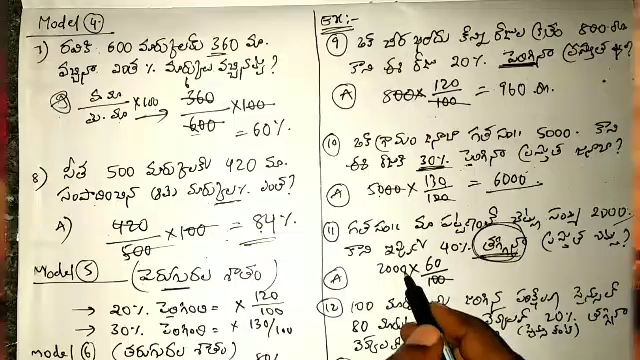 Model ④
7) రవికి 600 మార్కులకు 360 మా.
వచ్చినా ఎంత % మార్కులు వచ్చినట్లు?
మ.మా × 100 → 360/600 × 100
= 60%
8) సీత 500 మార్కులకు 420 మా.
సంపాదించిన ఆమె మార్కుల% ఎంత?
A) 420/500 × 100 = 84%
Model ⑤ (పెరుగుదల శాతం)
→ 20% పెరిగింది → × 120/100
→ 30% పెరిగింది = × 130/100
Model ⑥ (తరుగుదల శాతం)
Ex:-
⑨ ఒక చీర ఖరీదు కొన్ని రోజుల క్రితం 800 రూ
కాని ఈ రోజు 20% పెరిగినా ప్రస్తుత
Ⓐ 800 × 120/100 = 960 రూ.
⑩ ఒక గ్రామం జనాభా గత సం॥ 5000. కాని
ఈ రోజుకి 30% పెరిగినా ప్రస్తుత జనాభా?
Ⓐ 5000 × 130/100 = 6000
⑪ గత సం॥ మా పట్టణంలో చెట్ల సంఖ్య 2000.
కాని ఇప్పుడు 40% తగ్గినా ప్రస్తుత చెట్లు?
Ⓐ 2000 × 60/100
⑫ 100
80 20% తగ్గినా